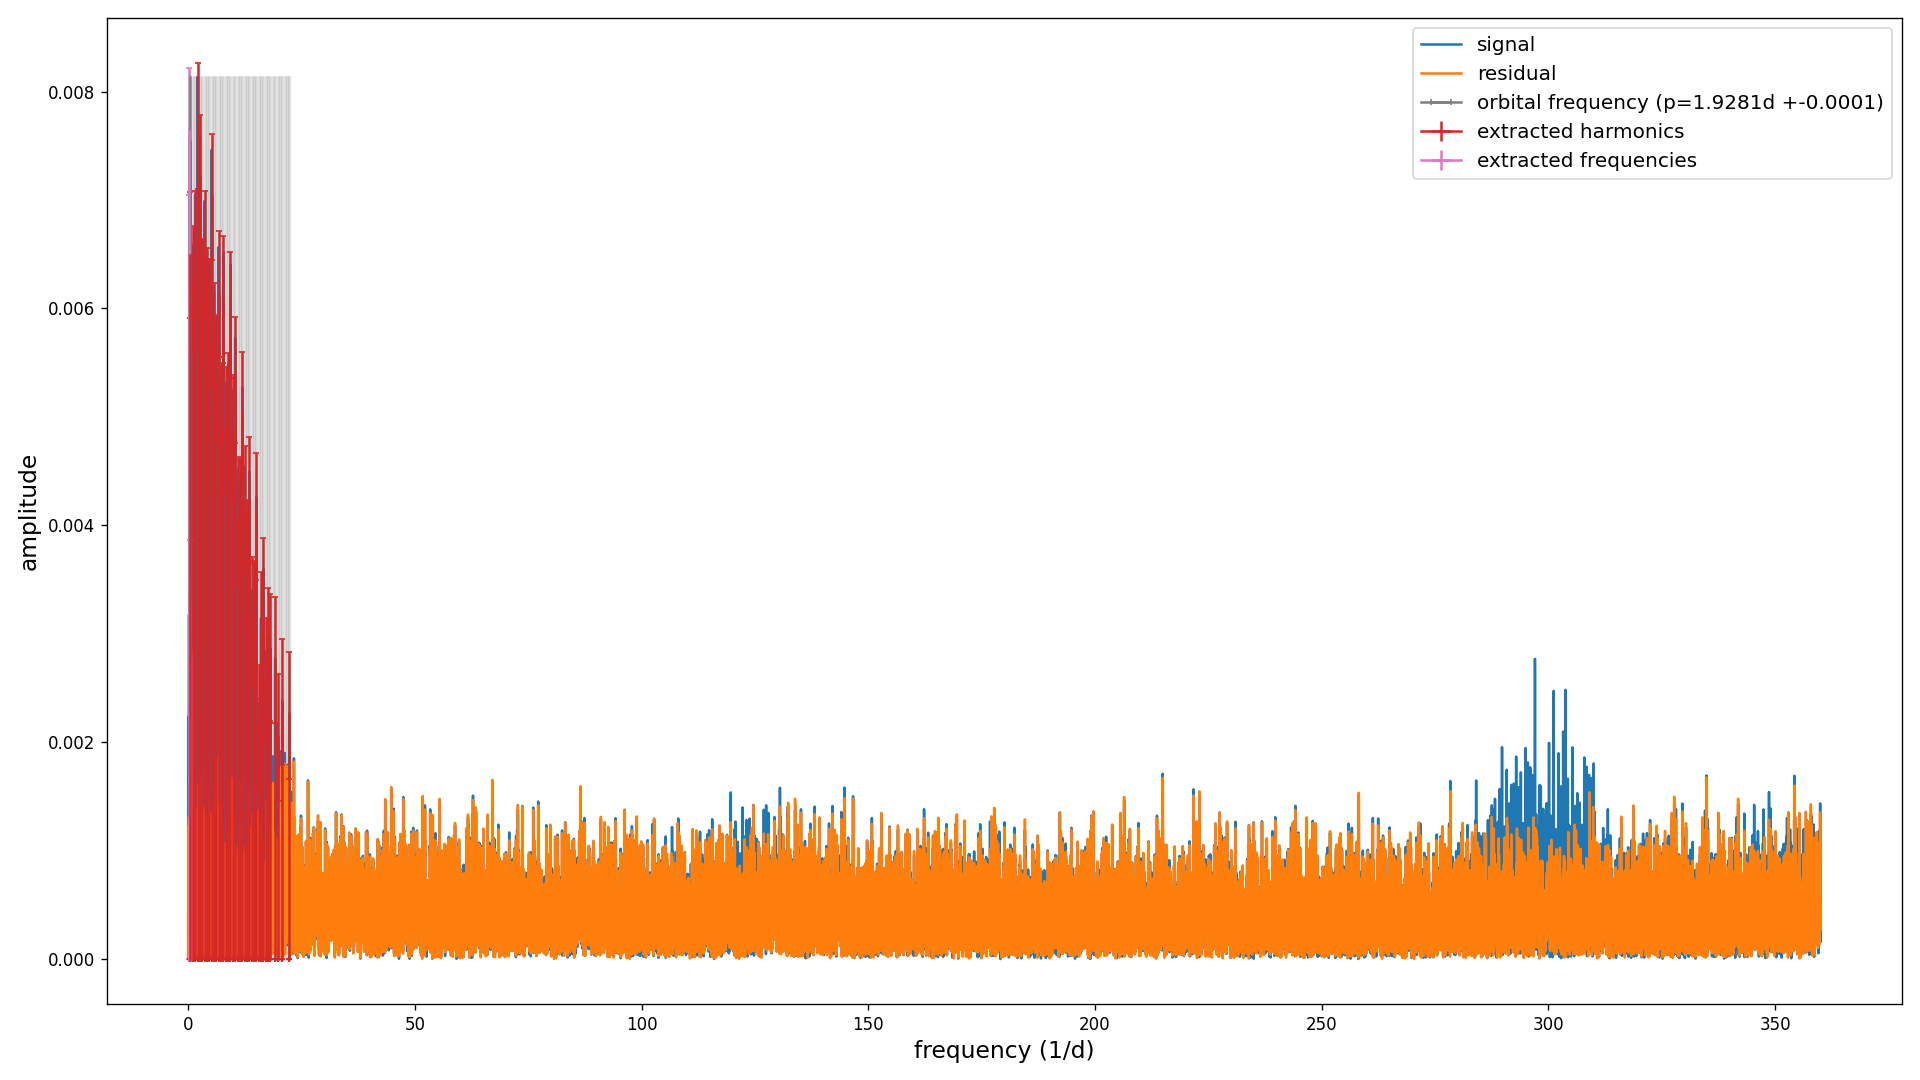 signal
residual
orbital frequency (p=1.9281d +-0.0001)
extracted harmonics
extracted frequencies
0.008
0.006
0.004
0.002
0.000
amplitude
0 50 100 150 200 250 300 350
frequency (1/d)